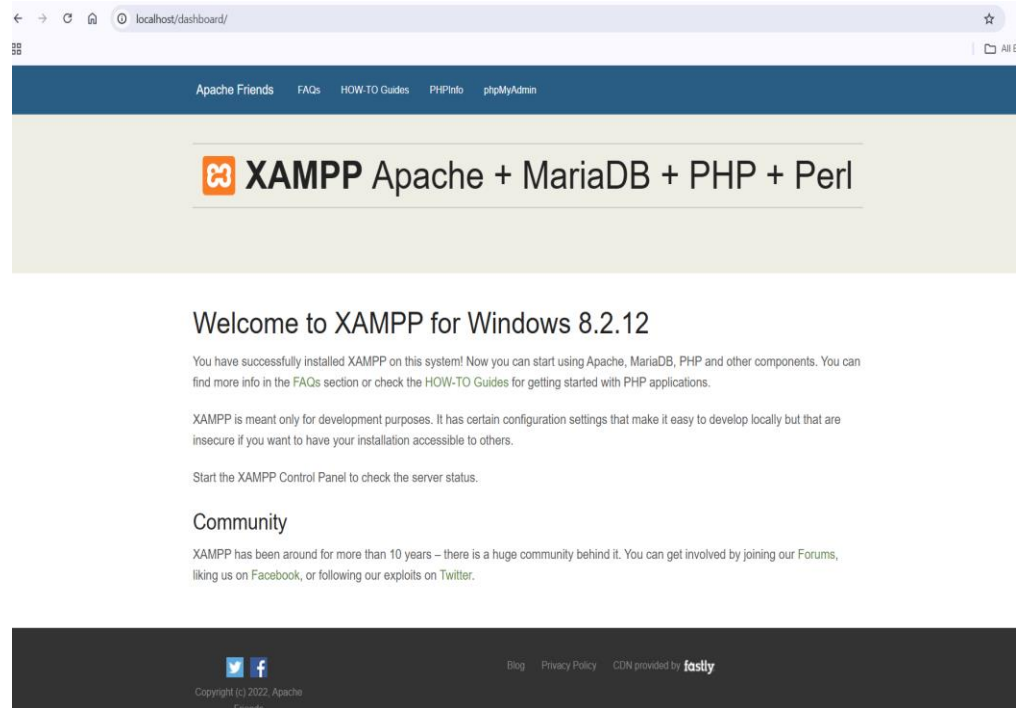 localhost/dashboard/
All B
Apache Friends FAQs HOW-TO Guides PHPInfo phpMyAdmin
XAMPP Apache + MariaDB + PHP + Perl
Welcome to XAMPP for Windows 8.2.12
You have successfully installed XAMPP on this system! Now you can start using Apache, MariaDB, PHP and other components. You can
find more info in the FAQs section or check the HOW-TO Guides for getting started with PHP applications.
XAMPP is meant only for development purposes. It has certain configuration settings that make it easy to develop locally but that are
insecure if you want to have your installation accessible to others.
Start the XAMPP Control Panel to check the server status.
Community
XAMPP has been around for more than 10 years – there is a huge community behind it. You can get involved by joining our Forums,
liking us on Facebook, or following our exploits on Twitter.
Blog Privacy Policy CDN provided by fastly
Copyright (c) 2022, Apache
Friends